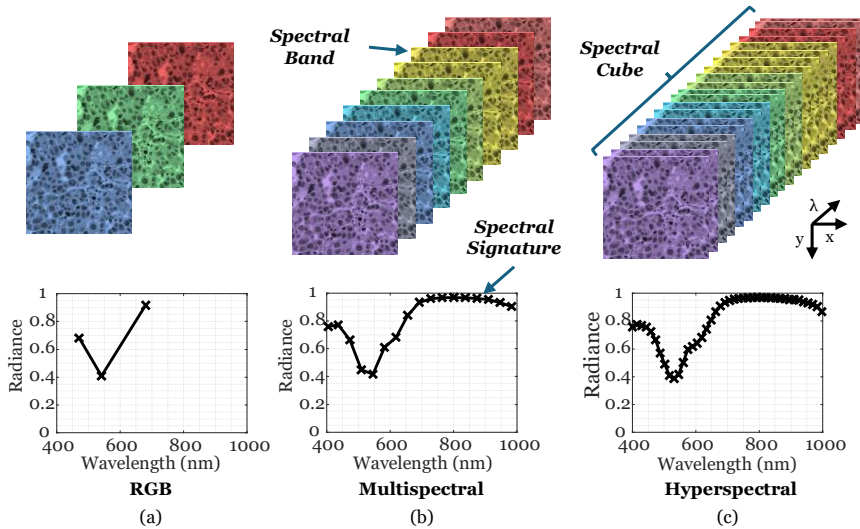 Spectral
Band
Spectral
Cube
λ
x
y
Spectral
Signature
Radiance
1
0.8
0.6
0.4
0.2
0
400
600
800
1000
Wavelength (nm)
RGB
(a)
Radiance
1
0.8
0.6
0.4
0.2
0
400
600
800
1000
Wavelength (nm)
Multispectral
(b)
Radiance
1
0.8
0.6
0.4
0.2
0
400
600
800
1000
Wavelength (nm)
Hyperspectral
(c)